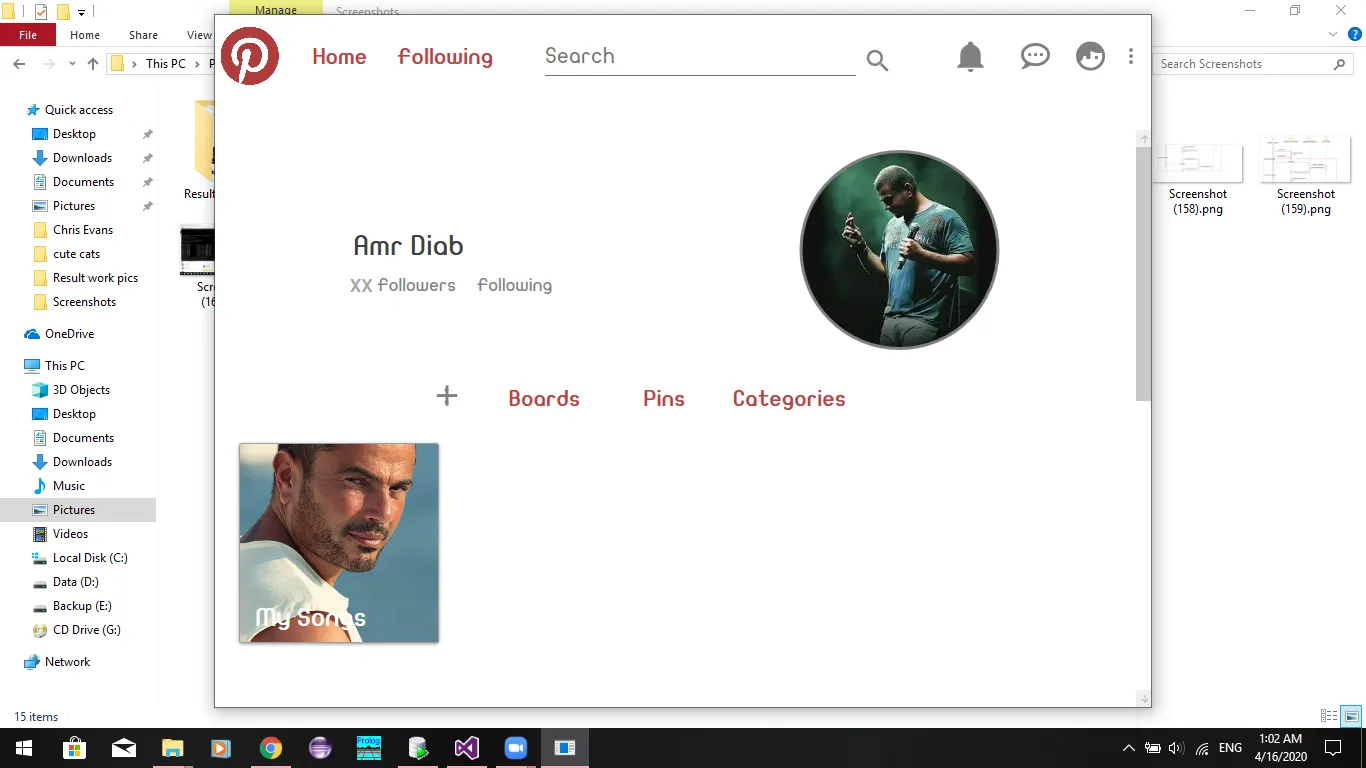 Manage
Screenshots
File
Home
Share
View
This PC
Search Screenshots
Home
Following
Search
Quick access
Desktop
Downloads
Documents
Pictures
Chris Evans
cute cats
Result work pics
Screenshots
OneDrive
This PC
3D Objects
Desktop
Documents
Downloads
Music
Pictures
Videos
Local Disk (C:)
Data (D:)
Backup (E:)
CD Drive (G:)
Network
15 items
Amr Diab
XX Followers
Following
Boards
Pins
Categories
My Songs
Screenshot
(158).png
Screenshot
(159).png
Prolog
ENG
1:02 AM
4/16/2020